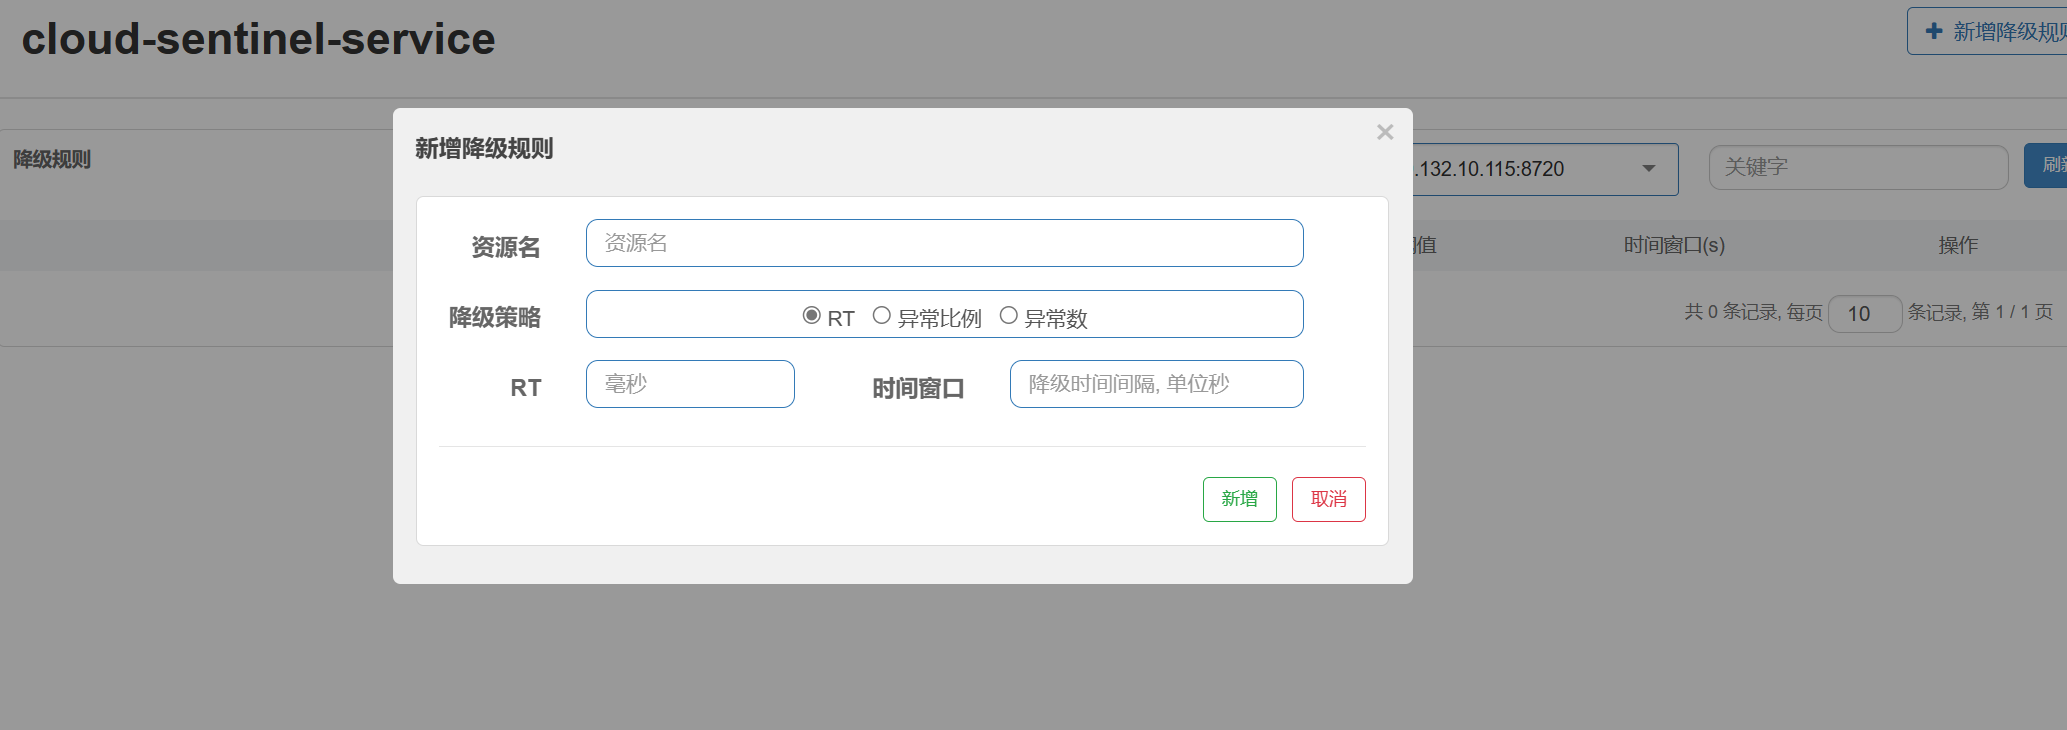 cloud-sentinel-service
新增降级规
新增降级规则
降级规则
.132.10.115:8720
关键字
资源名
资源名
值
时间窗口(s)
操作
降级策略
RT
异常比例
异常数
共 0 条记录, 每页 10 条记录, 第 1 / 1 页
RT
毫秒
时间窗口
降级时间间隔, 单位秒
新增
取消